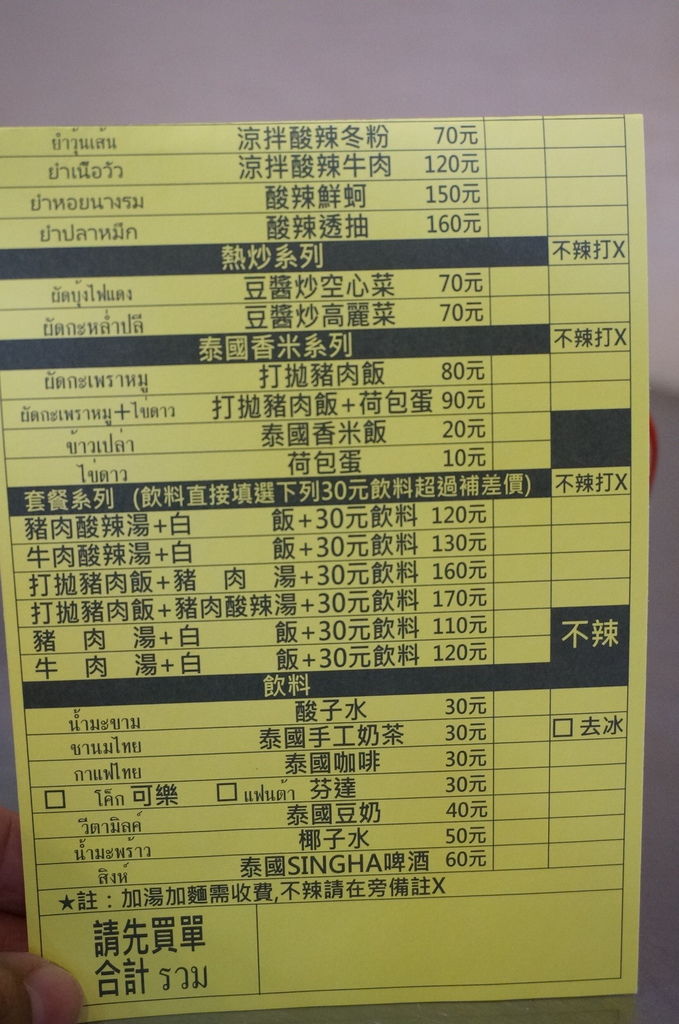 ยำวุ้นเส้น 涼拌酸辣冬粉 70元
ยำเนื้อวัว 涼拌酸辣牛肉 120元
ยำหอยนางรม 酸辣鮮蚵 150元
ยำปลาหมึก 酸辣透抽 160元
熱炒系列 不辣打X
ผัดบุ้งไฟแดง 豆醬炒空心菜 70元
ผัดกะหล่ำปลี 豆醬炒高麗菜 70元
泰國香米系列 不辣打X
ผัดกะเพราหมู 打拋豬肉飯 80元
ผัดกะเพราหมู+ไข่ดาว 打拋豬肉飯+荷包蛋 90元
ข้าวเปล่า 泰國香米飯 20元
ไข่ดาว 荷包蛋 10元
套餐系列 (飲料直接填選下列30元飲料超過補差價) 不辣打X
豬肉酸辣湯+白 飯+30元飲料 120元
牛肉酸辣湯+白 飯+30元飲料 130元
打拋豬肉飯+豬 肉 湯+30元飲料 160元
打拋豬肉飯+豬肉酸辣湯+30元飲料 170元
豬 肉 湯+白 飯+30元飲料 110元 不辣
牛 肉 湯+白 飯+30元飲料 120元
飲料
น้ำมะขาม 酸子水 30元
ชานมไทย 泰國手工奶茶 30元 □ 去冰
กาแฟไทย 泰國咖啡 30元
□ โค๊ก 可樂 □ แฟนต้า 芬達 30元
วีตามิลค์ 泰國豆奶 40元
น้ำมะพร้าว 椰子水 50元
สิงห์ 泰國SINGHA啤酒 60元
★註：加湯加麵需收費,不辣請在旁備註X
請先買單
合計 รวม